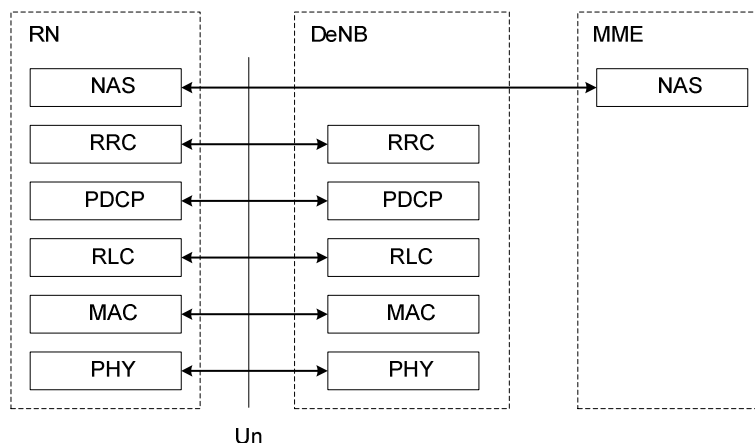 RN DeNB MME
NAS NAS
RRC RRC
PDCP PDCP
RLC RLC
MAC MAC
PHY PHY
Un